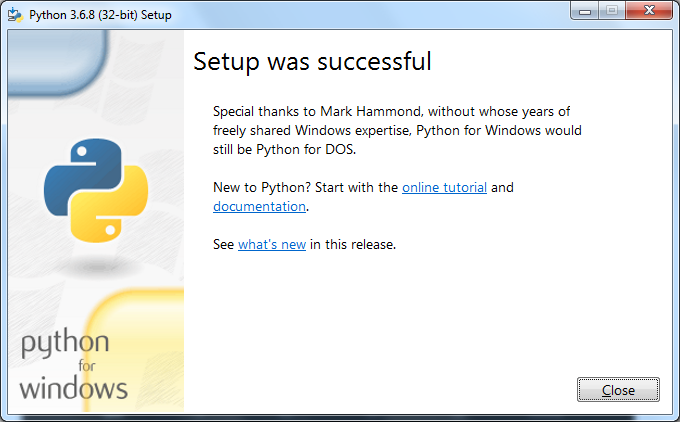 Python 3.6.8 (32-bit) Setup
Setup was successful
Special thanks to Mark Hammond, without whose years of
freely shared Windows expertise, Python for Windows would
still be Python for DOS.
New to Python? Start with the online tutorial and
documentation.
See what's new in this release.
python
for
windows
Close